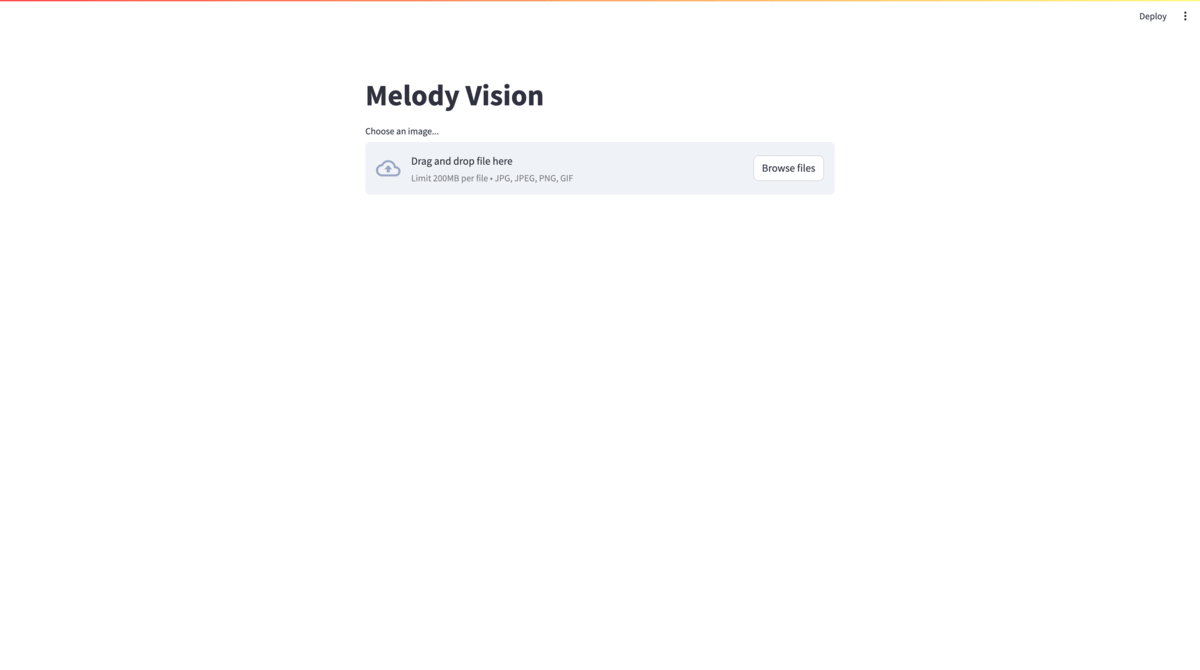 Deploy
Melody Vision
Choose an image...
Drag and drop file here
Limit 200MB per file • JPG, JPEG, PNG, GIF
Browse files